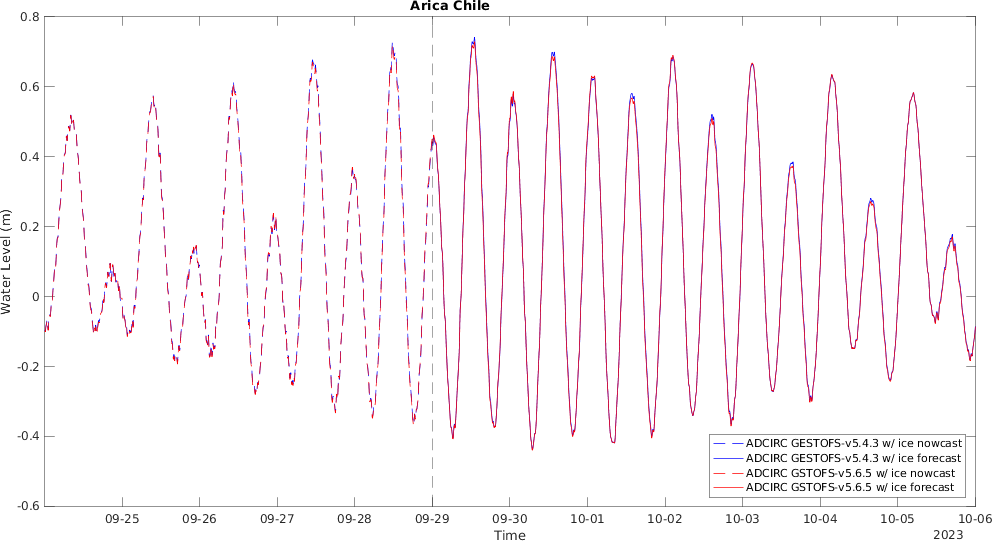 Arica Chile
0.8
0.6
0.4
0.2
0
-0.2
-0.4
-0.6
Water Level (m)
09-25 09-26 09-27 09-28 09-29 09-30 10-01 10-02 10-03 10-04 10-05 10-06
Time
2023
ADCIRC GESTOFS-v5.4.3 w/ ice nowcast
ADCIRC GESTOFS-v5.4.3 w/ ice forecast
ADCIRC GSTOFS-v5.6.5 w/ ice nowcast
ADCIRC GSTOFS-v5.6.5 w/ ice forecast